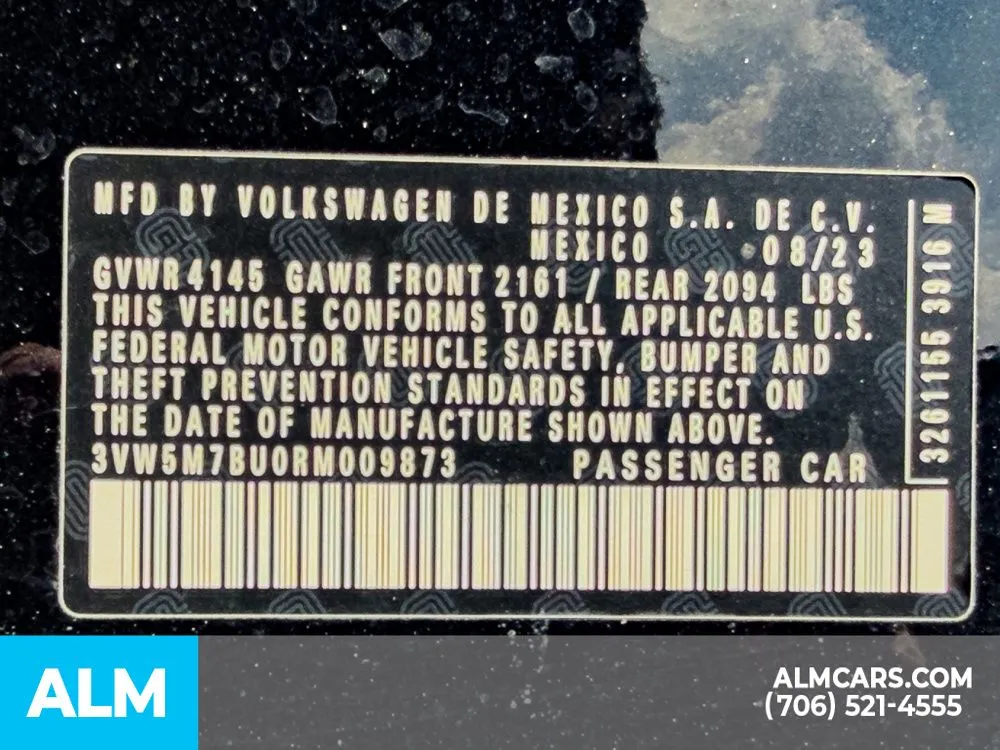 MFD BY VOLKSWAGEN DE MEXICO S.A. DE C.V.
MEXICO 08/23
GVWR 4145 GAWR FRONT 2161 / REAR 2094 LBS
THIS VEHICLE CONFORMS TO ALL APPLICABLE U.S.
FEDERAL MOTOR VEHICLE SAFETY, BUMPER AND
THEFT PREVENTION STANDARDS IN EFFECT ON
THE DATE OF MANUFACTURE SHOWN ABOVE.
3VW5M7BU0RM009873 PASSENGER CAR
3261155 3916 M
ALM
ALMCARS.COM
(706) 521-4555